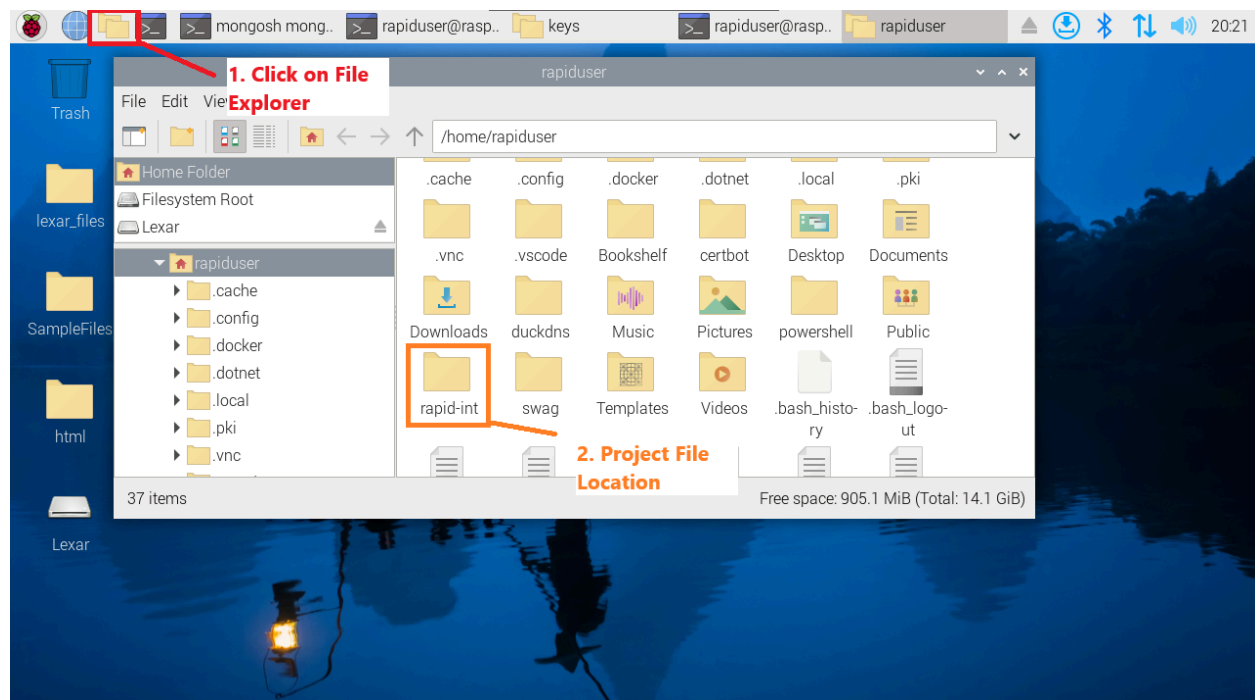 mongosh mong..
rapiduser@rasp..
keys
rapiduser@rasp..
rapiduser
20:21
Trash
lexar_files
SampleFiles
html
Lexar
1. Click on File
Explorer
rapiduser
File Edit
/home/rapiduser
Home Folder
Filesystem Root
Lexar
rapiduser
.cache
.config
.docker
.dotnet
.local
.pki
.vnc
.cache .config .docker .dotnet .local .pki
.vnc .vscode Bookshelf certbot Desktop Documents
Downloads duckdns Music Pictures powershell Public
rapid-int swag Templates Videos .bash_histo- .bash_logo-
ry ut
2. Project File
Location
37 items
Free space: 905.1 MiB (Total: 14.1 GiB)